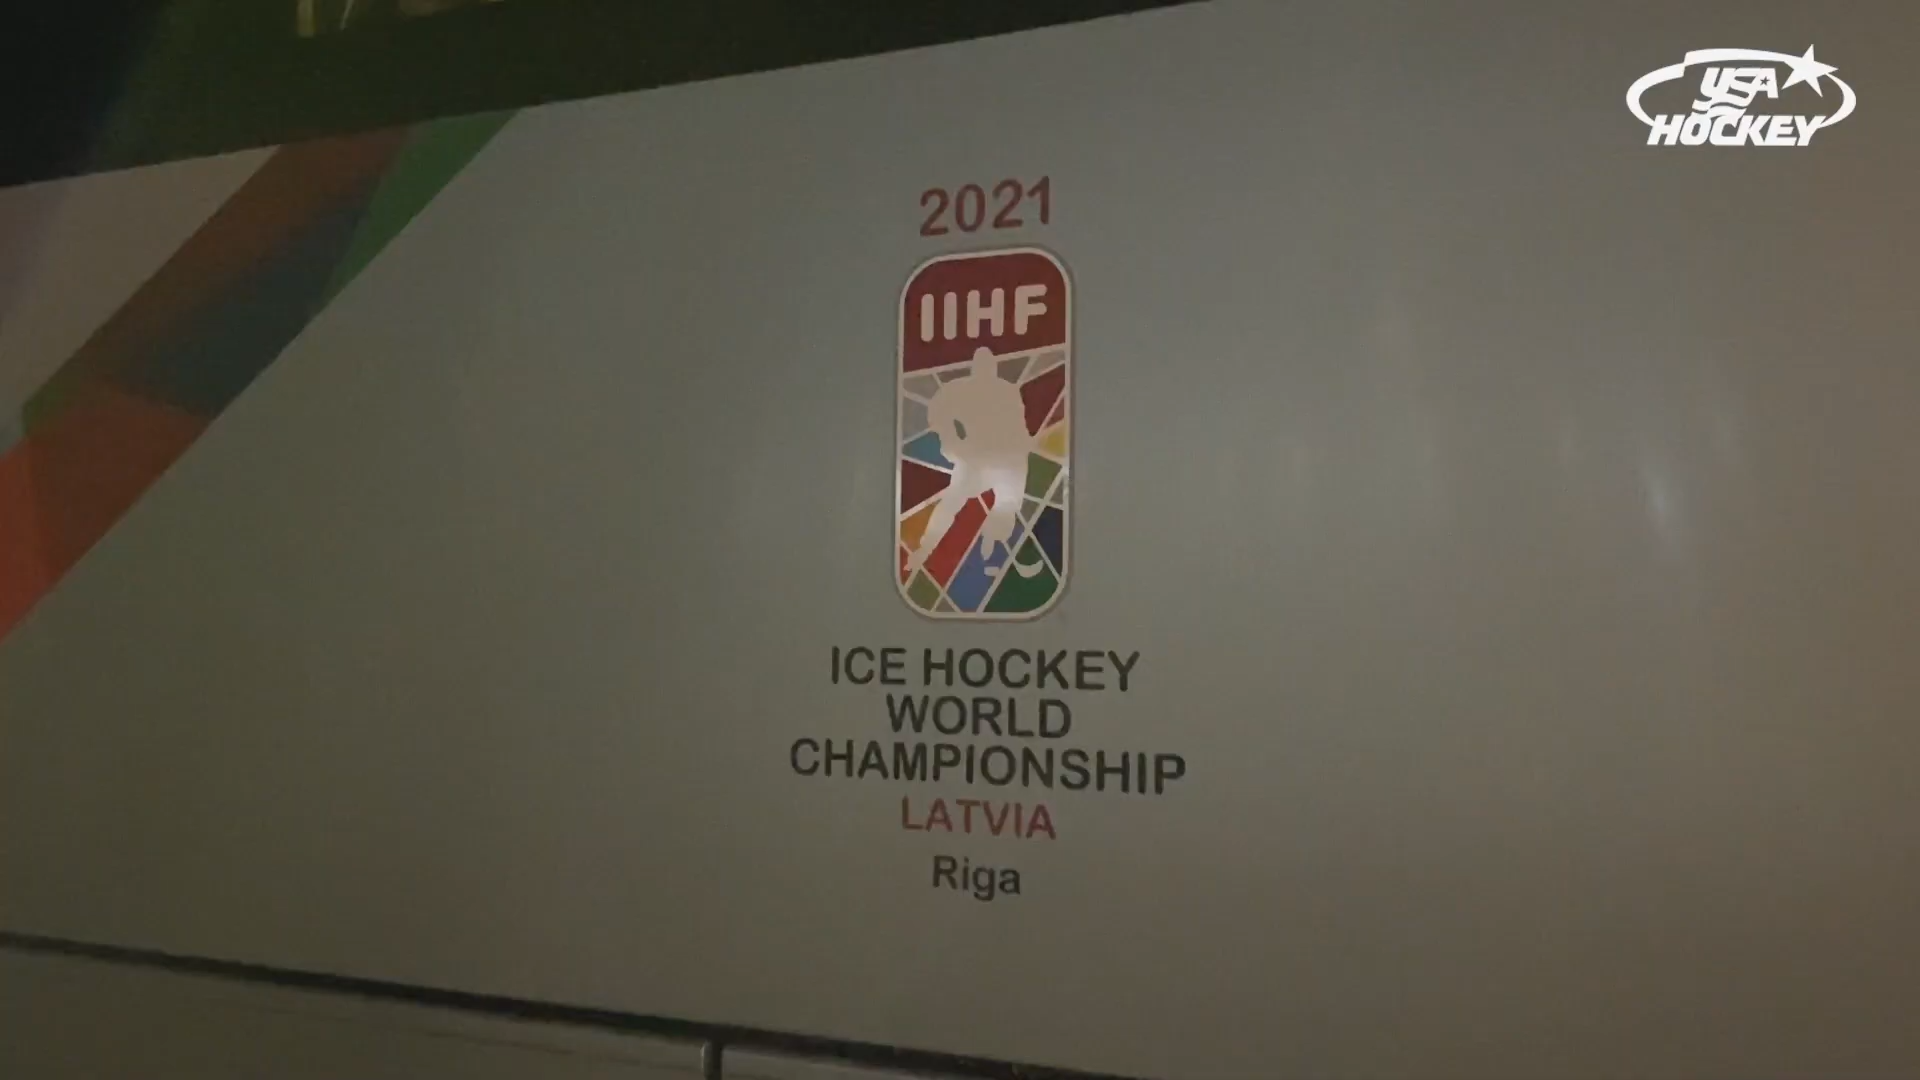 USA
HOCKEY
2021
IIHF
ICE HOCKEY
WORLD
CHAMPIONSHIP
LATVIA
Riga